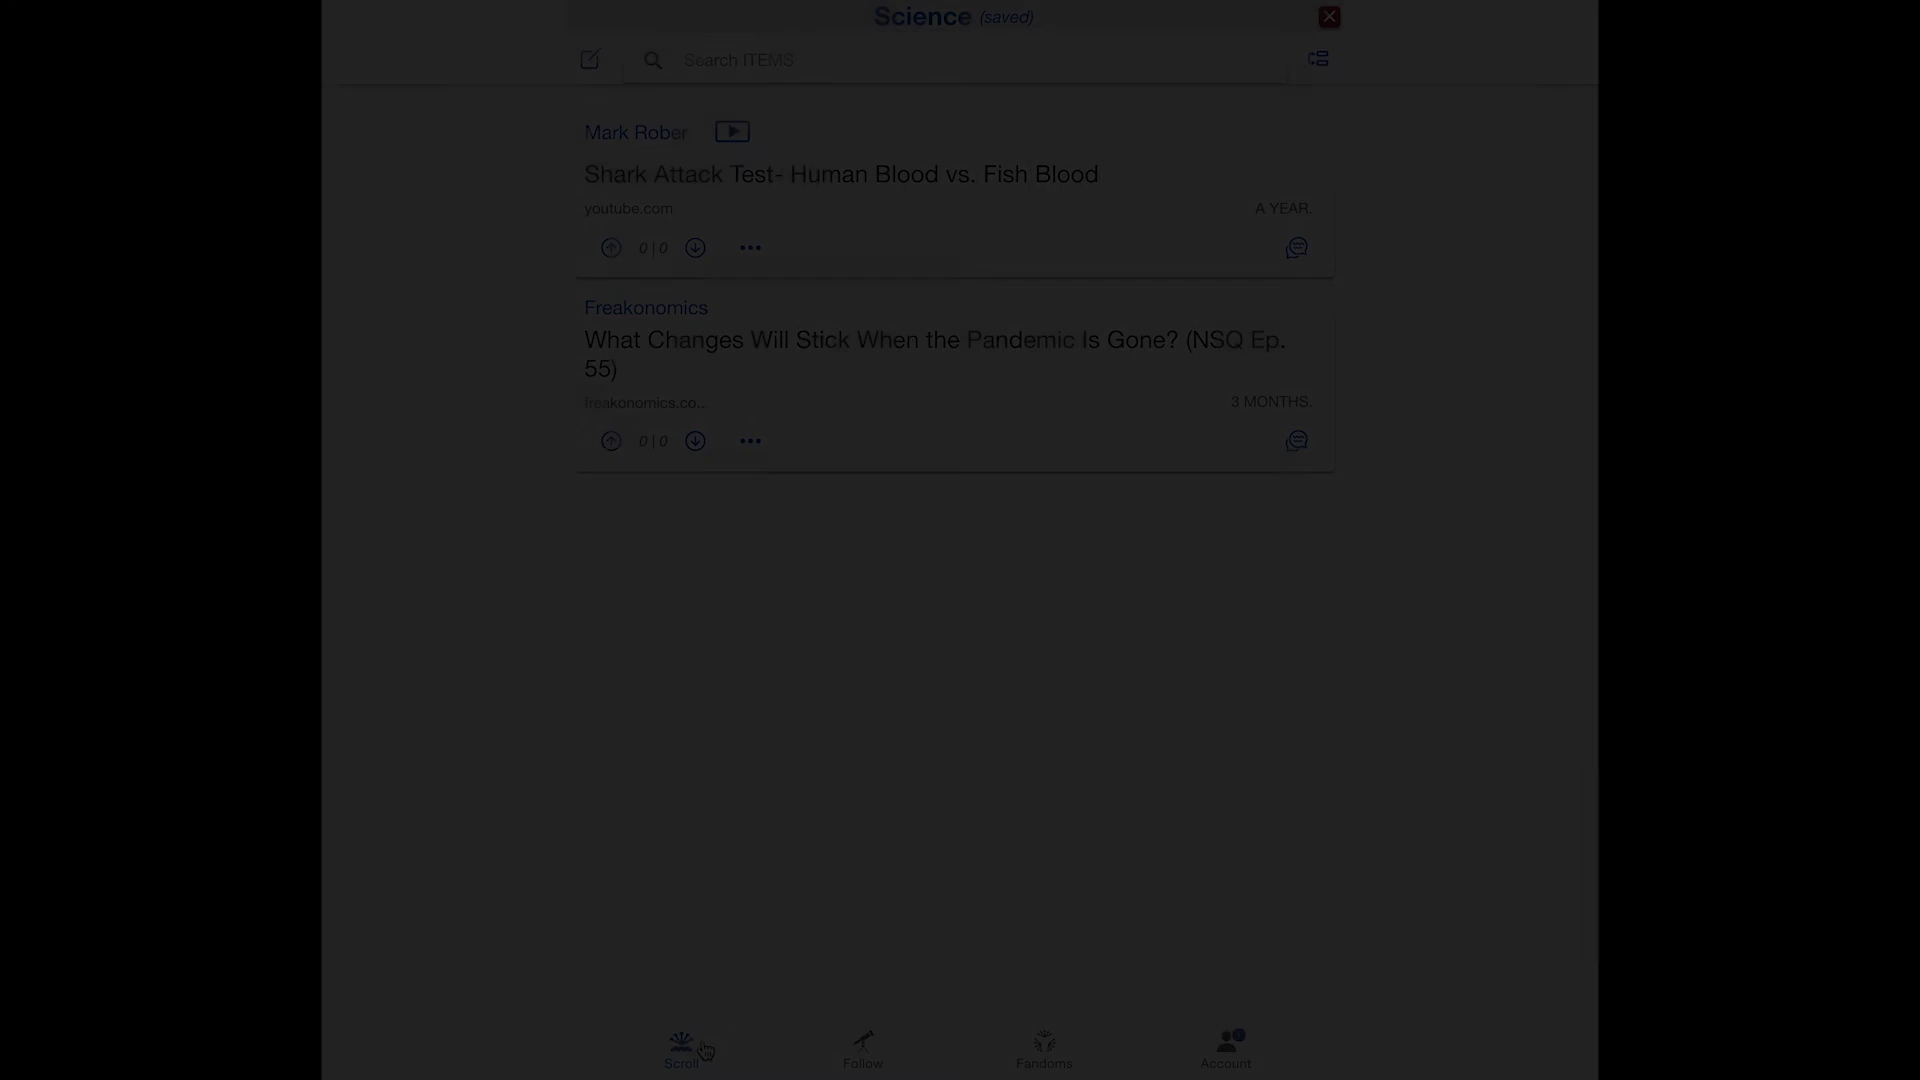 Science (saved)
Search ITEMS
Mark Rober
Shark Attack Test- Human Blood vs. Fish Blood
youtube.com
A YEAR.
0 | 0
Freakonomics
What Changes Will Stick When the Pandemic Is Gone? (NSQ Ep.
55)
freakonomics.co...
3 MONTHS.
0 | 0
Scroll
Follow
Fandoms
Account